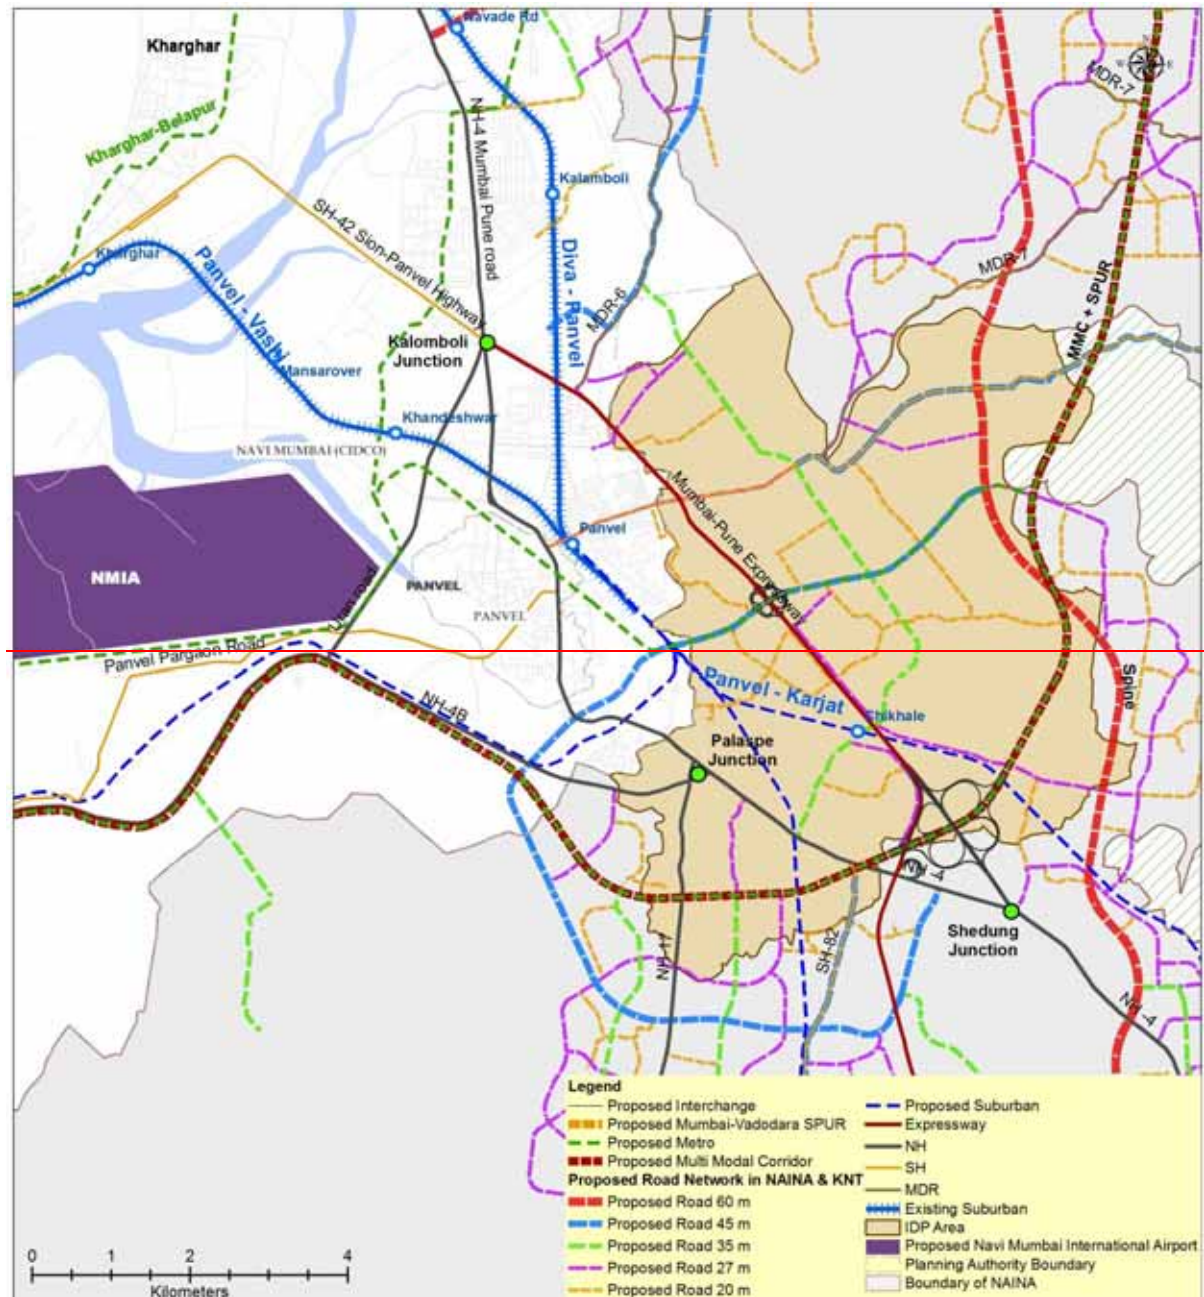 Navade Rd
Kharghar
N
W
E
MDR-7
Kharghar-Belapur
NH-4 Mumbai Pune road
Kalamboli
SH-42 Sion-Panvel Highway
Kharghar
Panvel - Vashi
Diva - Panvel
MDR-7
MDR-6
MMC + SPUR
Kalomboli
Junction
Mansarover
Khandeshwar
NAVI MUMBAI (CIDCO)
Mumbai-Pune Expressway
Panvel
NMIA
PANVEL
PANVEL
Uran road
Panvel Pargaon Road
Panvel - Karjat
Spine
NH-4B
Chikhale
Palaspe
Junction
NH -4
Shedung
Junction
SH-82
NH-17
NH -4
Legend
Proposed Interchange
Proposed Mumbai-Vadodara SPUR
Proposed Metro
Proposed Multi Modal Corridor
Proposed Road Network in NAINA & KNT
Proposed Road 60 m
Proposed Road 45 m
Proposed Road 35 m
Proposed Road 27 m
Proposed Road 20 m
Proposed Suburban
Expressway
NH
SH
MDR
Existing Suburban
IDP Area
Proposed Navi Mumbai International Airport
Planning Authority Boundary
Boundary of NAINA
0 1 2 4
Kilometers